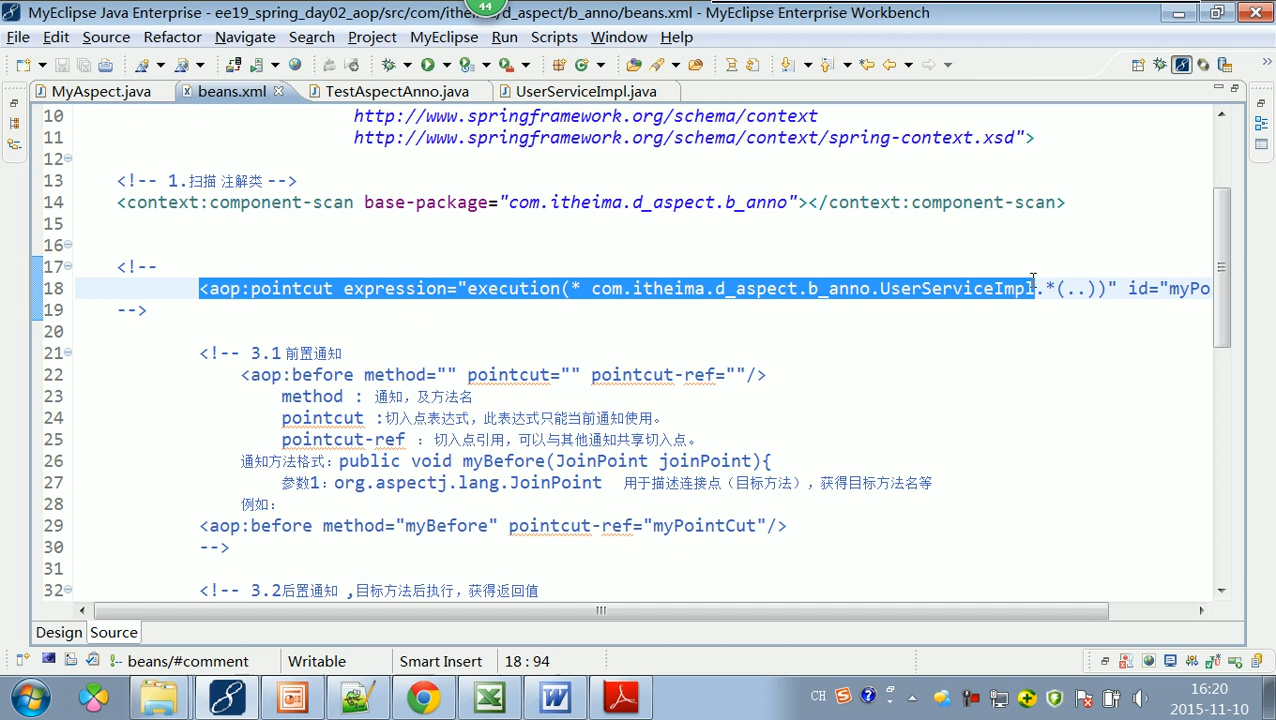 44
MyEclipse Java Enterprise - ee19_spring_day02_aop/src/com/itheima/d_aspect/b_anno/beans.xml - MyEclipse Enterprise Workbench
File Edit Source Refactor Navigate Search Project MyEclipse Run Scripts Window Help
MyAspect.java beans.xml TestAspectAnno.java UserServiceImpl.java
10 http://www.springframework.org/schema/context
11 http://www.springframework.org/schema/context/spring-context.xsd">
12
13 <!-- 1.扫描 注解类 -->
14 <context:component-scan base-package="com.itheima.d_aspect.b_anno"></context:component-scan>
15
16
17 <!--
18 <aop:pointcut expression="execution(* com.itheima.d_aspect.b_anno.UserServiceImpl.*(..))" id="myPo
19 -->
20
21 <!-- 3.1 前置通知
22 <aop:before method="" pointcut="" pointcut-ref=""/>
23 method : 通知，及方法名
24 pointcut :切入点表达式，此表达式只能当前通知使用。
25 pointcut-ref : 切入点引用，可以与其他通知共享切入点。
26 通知方法格式：public void myBefore(JoinPoint joinPoint){
27 参数1：org.aspectj.lang.JoinPoint 用于描述连接点（目标方法），获得目标方法名等
28 例如：
29 <aop:before method="myBefore" pointcut-ref="myPointCut"/>
30 -->
31
32 <!-- 3.2后置通知 ,目标方法后执行，获得返回值
Design Source
beans/#comment Writable Smart Insert 18 : 94
CH 16:20
2015-11-10